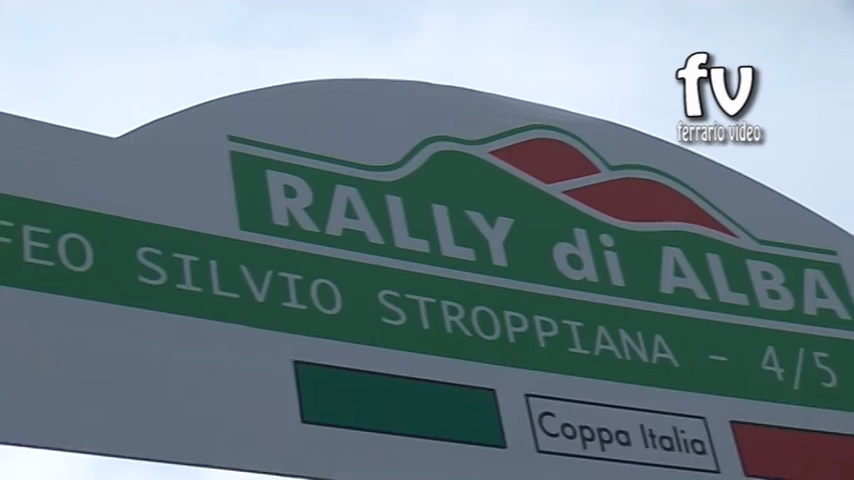 fv
ferrario video
RALLY di ALBA
FEO SILVIO STROPPIANA - 4/5
Coppa Italia